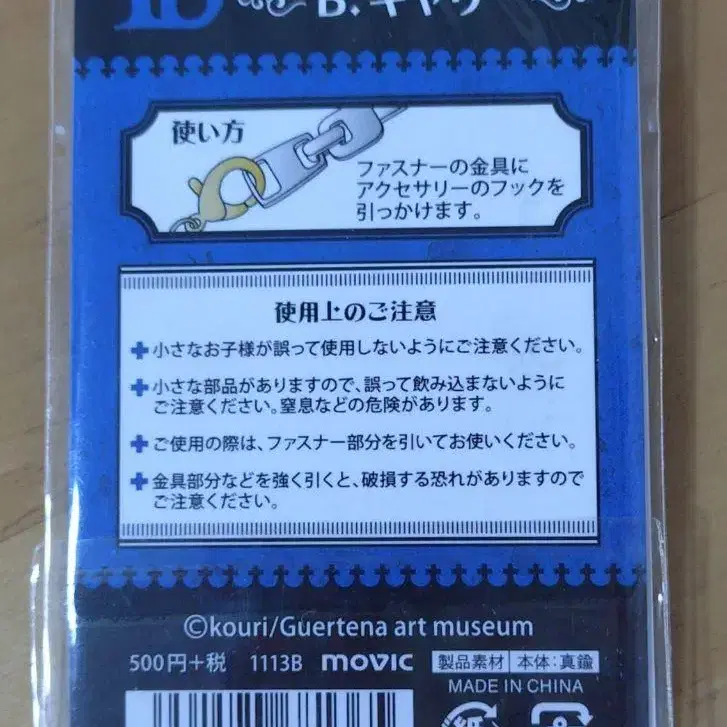 B. ギャリー
使い方
ファスナーの金具に
アクセサリーのフックを
引っかけます。
使用上のご注意
小さなお子様が誤って使用しないようにご注意ください。
小さな部品がありますので、誤って飲み込まないように
ご注意ください。窒息などの危険があります。
ご使用の際は、ファスナー部分を引いてお使いください。
金具部分などを強く引くと、破損する恐れがありますので
ご注意ください。
©kouri/Guertena art museum
500円+税 1113B movic 製品素材 本体:真鍮
MADE IN CHINA